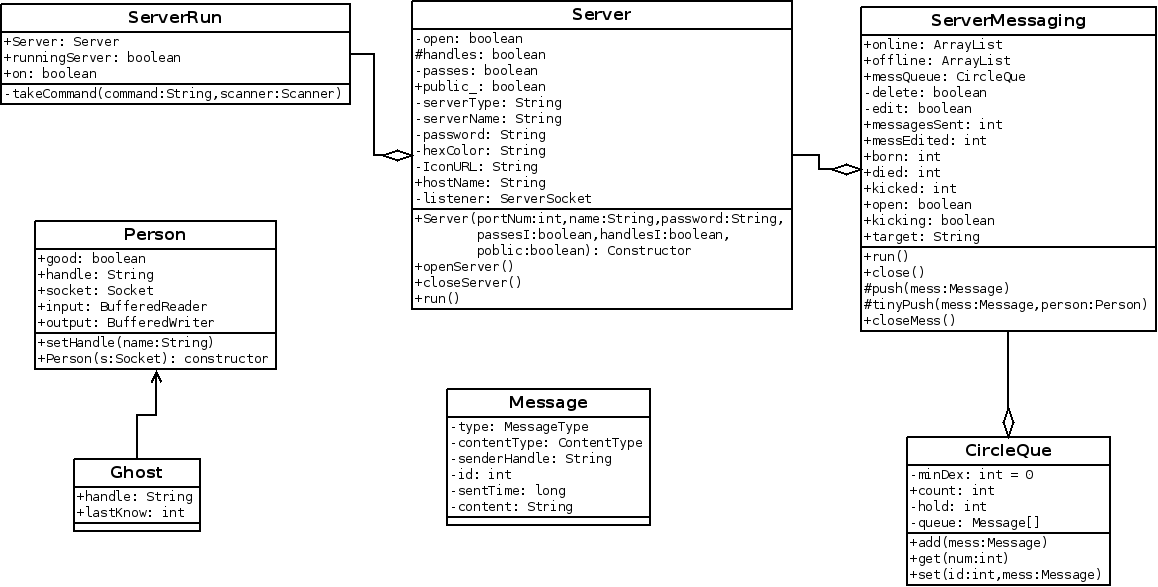 ServerRun
+Server: Server
+runningServer: boolean
+on: boolean
-takeCommand(command:String,scanner:Scanner)
Server
-open: boolean
#handles: boolean
-passes: boolean
+public_: boolean
-serverType: String
-serverName: String
-password: String
-hexColor: String
-IconURL: String
+hostName: String
-listener: ServerSocket
+Server(portNum:int,name:String,password:String,
passesI:boolean,handlesI:boolean,
poblic:boolean): Constructor
+openServer()
+closeServer()
+run()
ServerMessaging
+online: ArrayList
+offline: ArrayList
+messQueue: CircleQue
-delete: boolean
-edit: boolean
+messagesSent: int
+messEdited: int
+born: int
+died: int
+kicked: int
+open: boolean
+kicking: boolean
+target: String
+run()
+close()
#push(mess:Message)
#tinyPush(mess:Message,person:Person)
+closeMess()
Person
+good: boolean
+handle: String
+socket: Socket
+input: BufferedReader
+output: BufferedWriter
+setHandle(name:String)
+Person(s:Socket): constructor
Message
-type: MessageType
-contentType: ContentType
-senderHandle: String
-id: int
-sentTime: long
-content: String
Ghost
+handle: String
+lastKnow: int
CircleQue
-minDex: int = 0
+count: int
-hold: int
-queue: Message[]
+add(mess:Message)
+get(num:int)
+set(id:int,mess:Message)